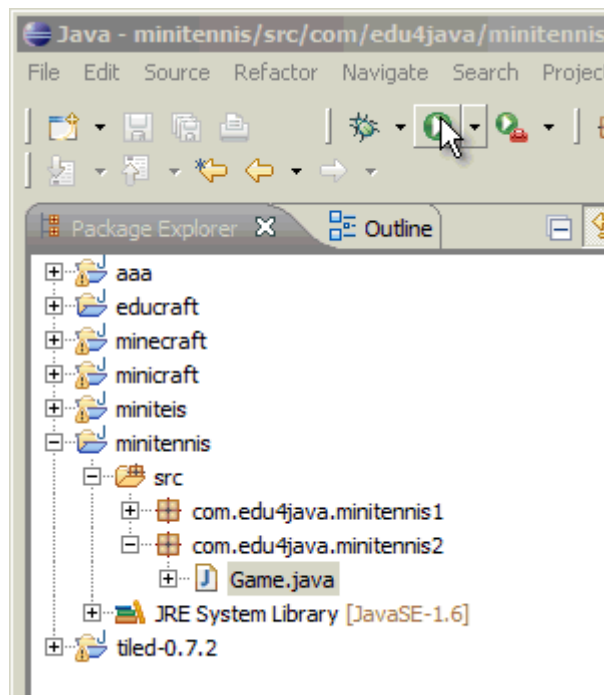 Java - minitennis/src/com/edu4java/minitennis
File Edit Source Refactor Navigate Search Projec
Package Explorer Outline
aaa
educraft
minecraft
minicraft
miniteis
minitennis
src
com.edu4java.minitennis1
com.edu4java.minitennis2
Game.java
JRE System Library [JavaSE-1.6]
tiled-0.7.2